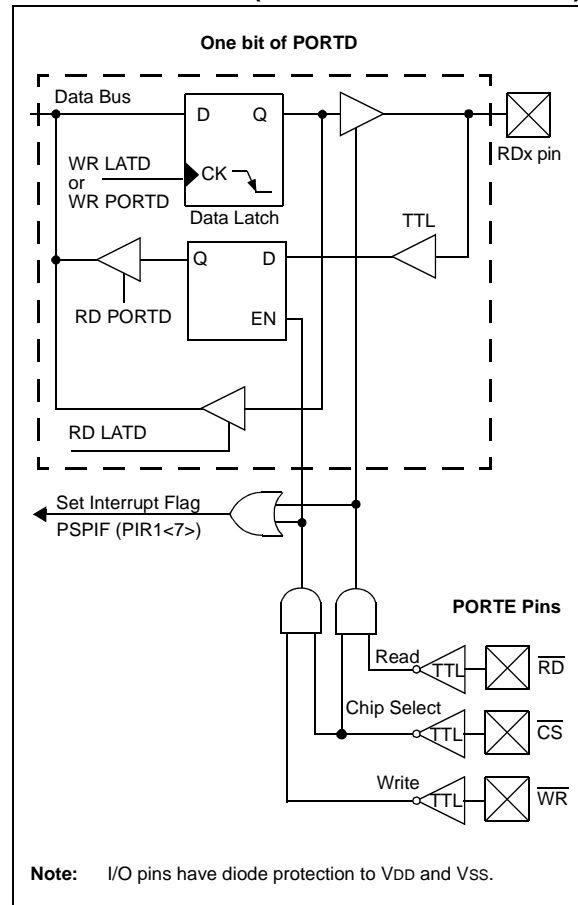 One bit of PORTD
Data Bus
D Q
RDx pin
WR LATD
or
WR PORTD
CK
Data Latch
TTL
Q D
RD PORTD
EN
RD LATD
Set Interrupt Flag
PSPIF (PIR1<7>)
PORTE Pins
Read
TTL
RD
Chip Select
TTL
CS
Write
TTL
WR
Note: I/O pins have diode protection to VDD and VSS.